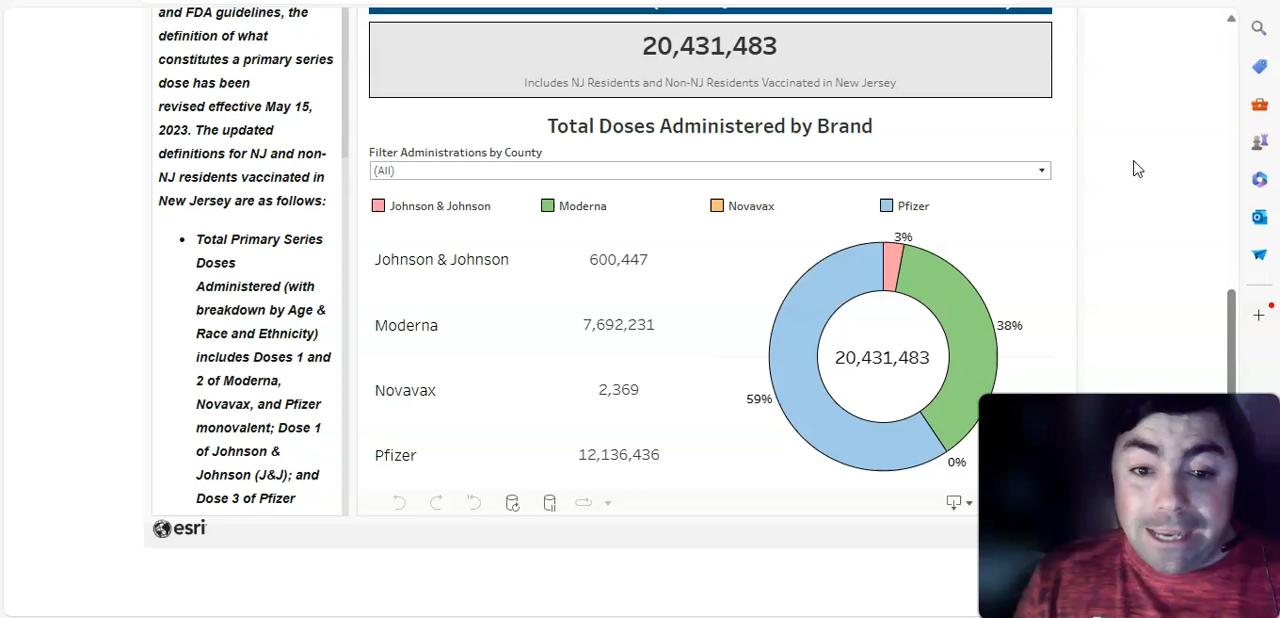 and FDA guidelines, the
definition of what
constitutes a primary series
dose has been
revised effective May 15,
2023. The updated
definitions for NJ and non-
NJ residents vaccinated in
New Jersey are as follows:
• Total Primary Series
Doses
Administered (with
breakdown by Age &
Race and Ethnicity)
includes Doses 1 and
2 of Moderna,
Novavax, and Pfizer
monovalent; Dose 1
of Johnson &
Johnson (J&J); and
Dose 3 of Pfizer
esri
20,431,483
Includes NJ Residents and Non-NJ Residents Vaccinated in New Jersey
Total Doses Administered by Brand
Filter Administrations by County
(All)
Johnson & Johnson Moderna Novavax Pfizer
Johnson & Johnson 600,447
Moderna 7,692,231
Novavax 2,369
Pfizer 12,136,436
3%
38%
20,431,483
59%
0%